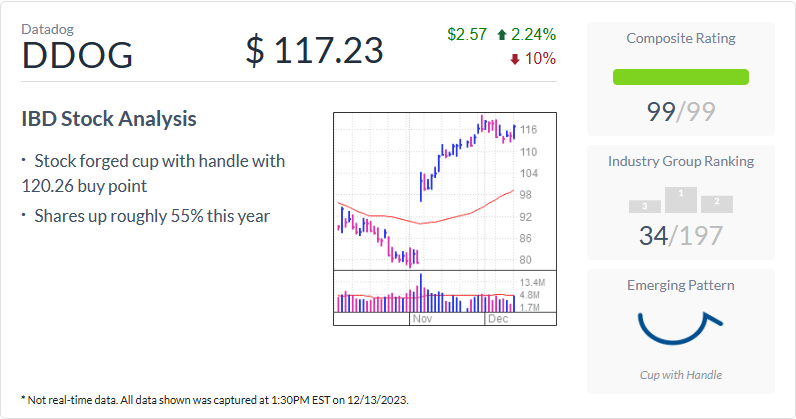 Datadog
DDOG
$ 117.23
$2.57 2.24%
10%
IBD Stock Analysis
· Stock forged cup with handle with
120.26 buy point
· Shares up roughly 55% this year
116
110
104
98
92
86
80
13.4M
4.8M
1.7M
Nov Dec
Composite Rating
99/99
Industry Group Ranking
3 1 2
34/197
Emerging Pattern
Cup with Handle
* Not real-time data. All data shown was captured at 1:30PM EST on 12/13/2023.